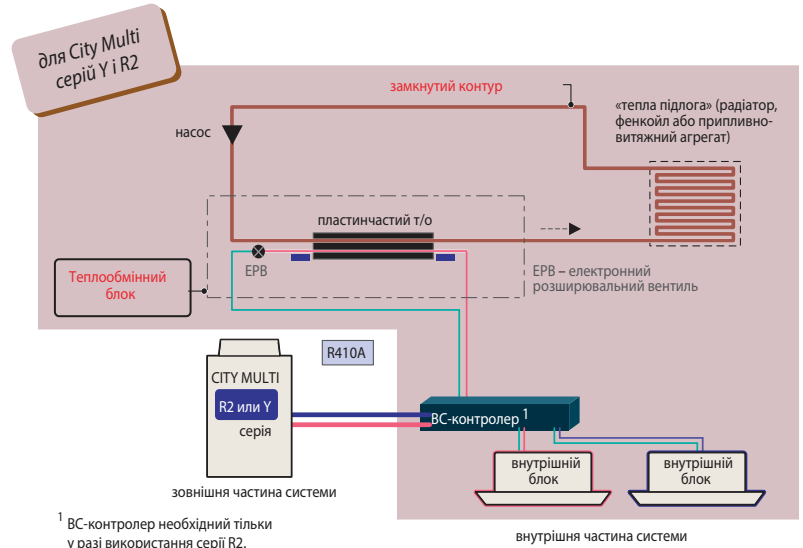 для City Multi
серій Y і R2
замкнутий контур
«тепла підлога» (радіатор,
фенкойл або припливно-
витяжний агрегат)
насос
пластинчастий т/о
ЕРВ
ЕРВ – електронний
розширювальний вентиль
Теплообмінний
блок
R410A
CITY MULTI
R2 или Y
серія
ВС-контролер 1
внутрішній
блок
внутрішній
блок
зовнішня частина системи
внутрішня частина системи
1 ВС-контролер необхідний тільки
у разі використання серії R2.